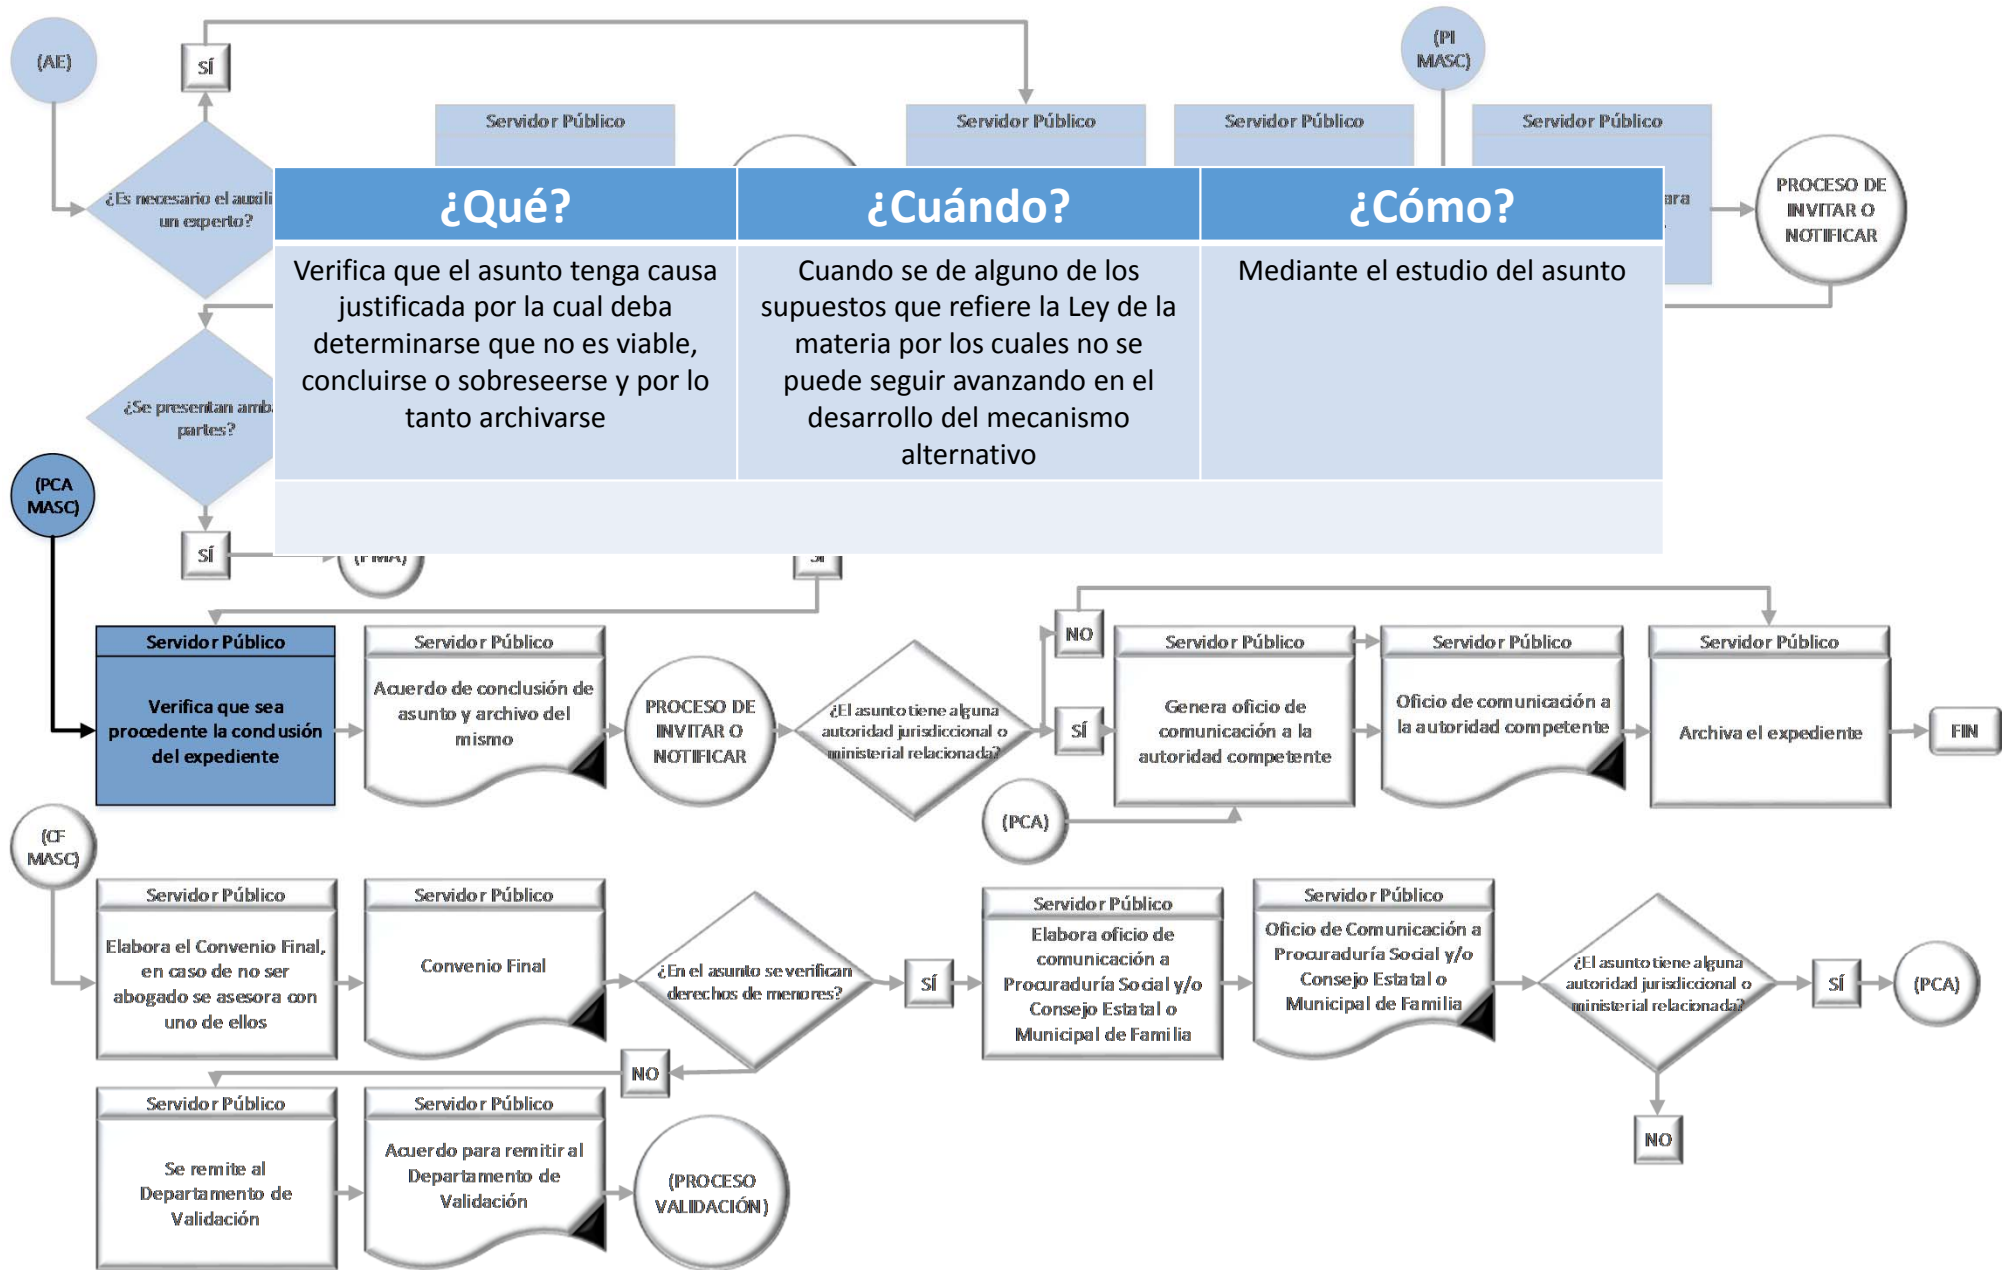 (AE)
SÍ
(PI
MASC)
Servidor Público
Servidor Público
Servidor Público
Servidor Público
¿Es necesario el auxili
un experto?
ara
PROCESO DE
INVITAR O
NOTIFICAR
¿Qué?
¿Cuándo?
¿Cómo?
Verifica que el asunto tenga causa
justificada por la cual deba
determinarse que no es viable,
concluirse o sobreseerse y por lo
tanto archivarse
Cuando se de alguno de los
supuestos que refiere la Ley de la
materia por los cuales no se
puede seguir avanzando en el
desarrollo del mecanismo
alternativo
Mediante el estudio del asunto
¿Se presentan amb
partes?
(PCA
MASC)
SÍ
SÍ
Servidor Público
Verifica que sea
procedente la conclusión
del expediente
Servidor Público
Acuerdo de conclusión de
asunto y archivo del
mismo
PROCESO DE
INVITAR O
NOTIFICAR
¿El asunto tiene alguna
autoridad jurisdiccional o
ministerial relacionada?
NO
SÍ
Servidor Público
Genera oficio de
comunicación a la
autoridad competente
Servidor Público
Oficio de comunicación a
la autoridad competente
Servidor Público
Archiva el expediente
FIN
(PCA)
(CF
MASC)
Servidor Público
Elabora el Convenio Final,
en caso de no ser
abogado se asesora con
uno de ellos
Servidor Público
Convenio Final
¿En el asunto se verifican
derechos de menores?
SÍ
Servidor Público
Elabora oficio de
comunicación a
Procuraduría Social y/o
Consejo Estatal o
Municipal de Familia
Servidor Público
Oficio de Comunicación a
Procuraduría Social y/o
Consejo Estatal o
Municipal de Familia
¿El asunto tiene alguna
autoridad jurisdiccional o
ministerial relacionada?
SÍ
(PCA)
NO
NO
Servidor Público
Se remite al
Departamento de
Validación
Servidor Público
Acuerdo para remitir al
Departamento de
Validación
(PROCESO
VALIDACIÓN)